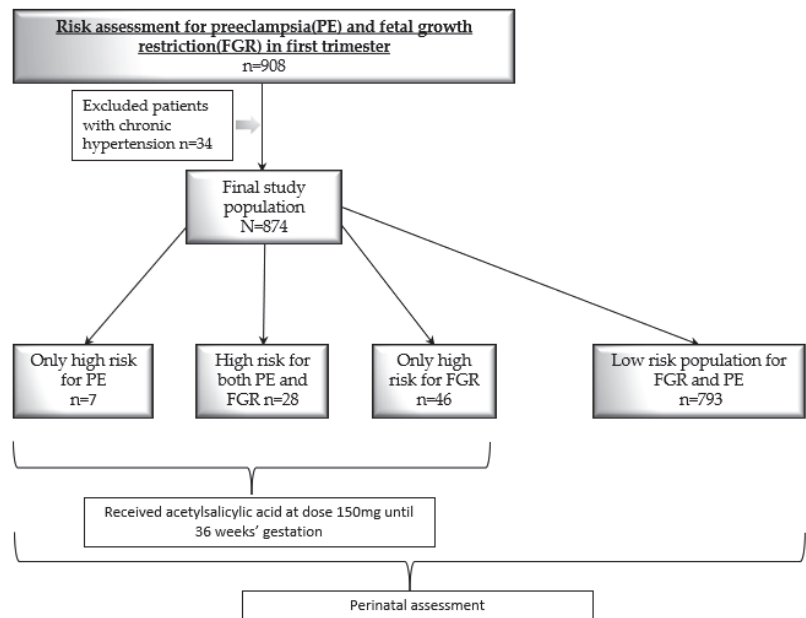 Risk assessment for preeclampsia(PE) and fetal growth
restriction(FGR) in first trimester
n=908
Excluded patients
with chronic
hypertension n=34
Final study
population
N=874
Only high risk
for PE
n=7
High risk for
both PE and
FGR n=28
Only high
risk for FGR
n=46
Low risk population for
FGR and PE
n=793
Received acetylsalicylic acid at dose 150mg until
36 weeks' gestation
Perinatal assessment